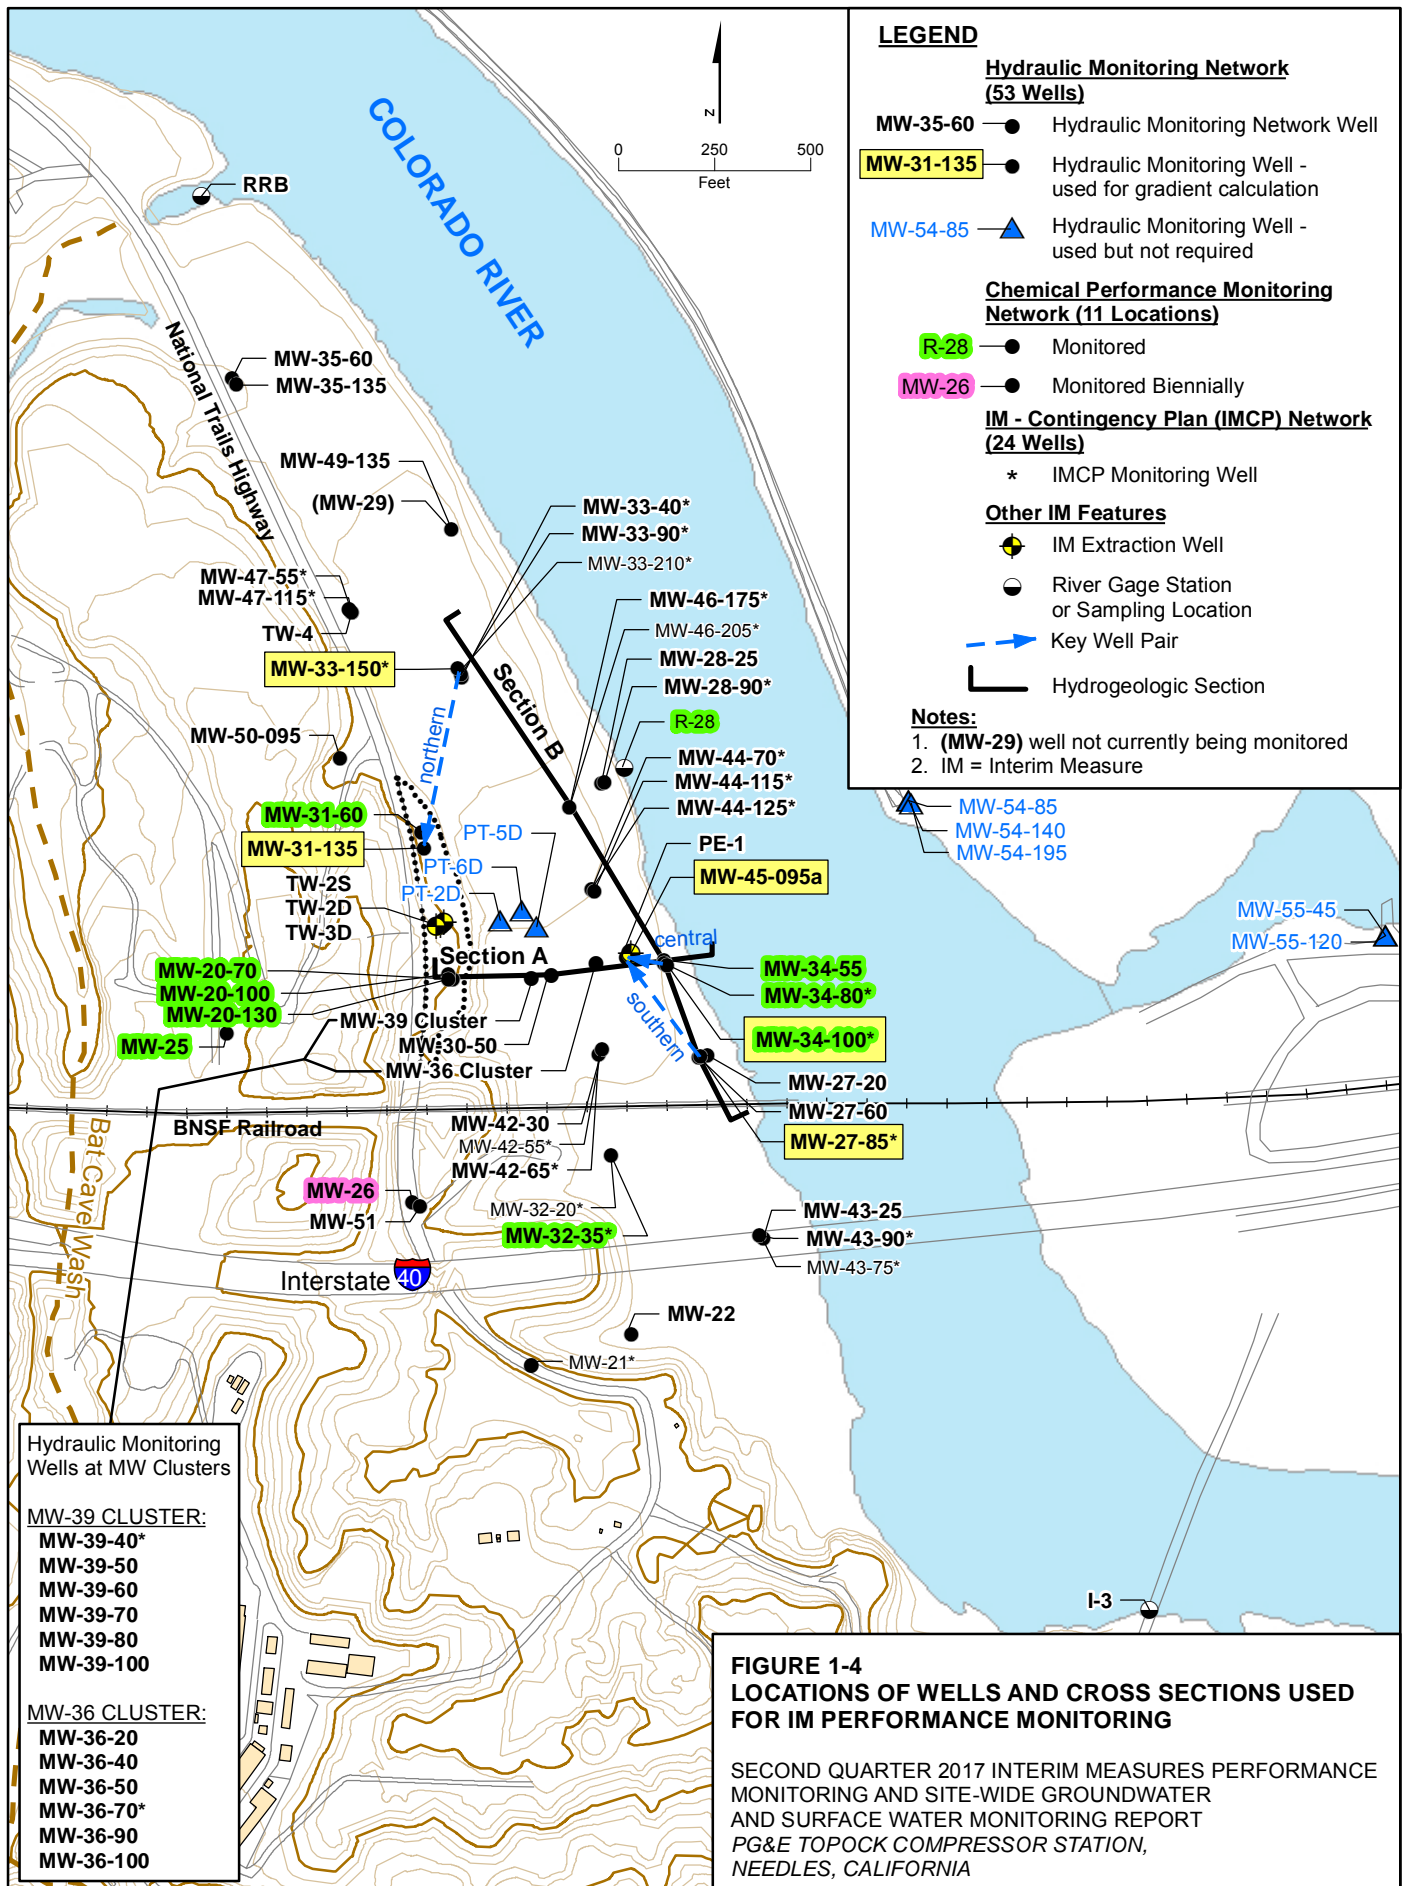 LEGEND
Hydraulic Monitoring Network
(53 Wells)
MW-35-60
Hydraulic Monitoring Network Well
MW-31-135
Hydraulic Monitoring Well -
used for gradient calculation
MW-54-85
Hydraulic Monitoring Well -
used but not required
Chemical Performance Monitoring
Network (11 Locations)
R-28
Monitored
MW-26
Monitored Biennially
IM - Contingency Plan (IMCP) Network
(24 Wells)
*
IMCP Monitoring Well
Other IM Features
IM Extraction Well
River Gage Station
or Sampling Location
Key Well Pair
Hydrogeologic Section
Notes:
1. (MW-29) well not currently being monitored
2. IM = Interim Measure
N
0 250 500
Feet
COLORADO RIVER
RRB
National Trails Highway
MW-35-60
MW-35-135
MW-49-135
(MW-29)
MW-33-40*
MW-33-90*
MW-33-210*
MW-47-55*
MW-47-115*
TW-4
MW-46-175*
MW-46-205*
MW-28-25
MW-28-90*
R-28
MW-33-150*
Section B
northern
MW-50-095
MW-44-70*
MW-44-115*
MW-44-125*
MW-31-60
MW-31-135
PT-5D
PT-6D
PT-2D
PE-1
MW-45-095a
TW-2S
TW-2D
TW-3D
MW-54-85
MW-54-140
MW-54-195
MW-55-45
MW-55-120
central
Section A
southern
MW-20-70
MW-20-100
MW-20-130
MW-25
MW-34-55
MW-34-80*
MW-34-100*
MW-39 Cluster
MW-30-50
MW-36 Cluster
MW-27-20
MW-27-60
MW-27-85*
BNSF Railroad
Bat Cave Wash
MW-42-30
MW-42-55*
MW-42-65*
MW-26
MW-51
MW-32-20*
MW-32-35*
MW-43-25
MW-43-90*
MW-43-75*
Interstate 40
MW-22
MW-21*
I-3
Hydraulic Monitoring
Wells at MW Clusters
MW-39 CLUSTER:
MW-39-40*
MW-39-50
MW-39-60
MW-39-70
MW-39-80
MW-39-100
MW-36 CLUSTER:
MW-36-20
MW-36-40
MW-36-50
MW-36-70*
MW-36-90
MW-36-100
FIGURE 1-4
LOCATIONS OF WELLS AND CROSS SECTIONS USED
FOR IM PERFORMANCE MONITORING
SECOND QUARTER 2017 INTERIM MEASURES PERFORMANCE
MONITORING AND SITE-WIDE GROUNDWATER
AND SURFACE WATER MONITORING REPORT
PG&E TOPOCK COMPRESSOR STATION,
NEEDLES, CALIFORNIA